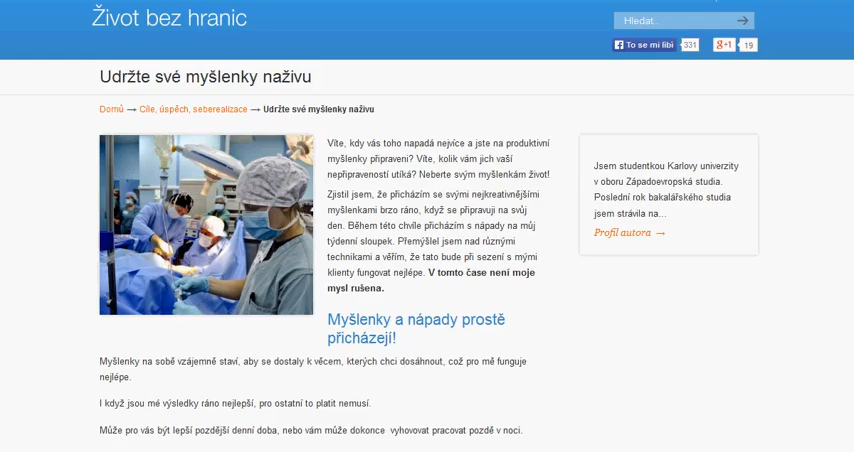 Život bez hranic
Hledat..
To se mi líbí
331
g+1
19
Udržte své myšlenky naživu
Domů → Cíle, úspěch, seberealizace → Udržte své myšlenky naživu
Víte, kdy vás toho napadá nejvíce a jste na produktivní
myšlenky připraveni? Víte, kolik vám jich vaší
nepřipraveností utíká? Neberte svým myšlenkám život!
Zjistil jsem, že přicházím se svými nejkreativnějšími
myšlenkami brzo ráno, když se připravuji na svůj
den. Během této chvíle přicházím s nápady na můj
týdenní sloupek. Přemýšlel jsem nad různými
technikami a věřím, že tato bude při sezení s mými
klienty fungovat nejlépe. V tomto čase není moje
mysl rušena.
Myšlenky a nápady prostě
přicházejí!
Myšlenky na sobě vzájemně staví, aby se dostaly k věcem, kterých chci dosáhnout, což pro mě funguje
nejlépe.
I když jsou mé výsledky ráno nejlepší, pro ostatní to platit nemusí.
Může pro vás být lepší pozdější denní doba, nebo vám může dokonce vyhovovat pracovat pozdě v noci.
Jsem studentkou Karlovy univerzity
v oboru Západoevropská studia.
Poslední rok bakalářského studia
jsem strávila na...
Profil autora →